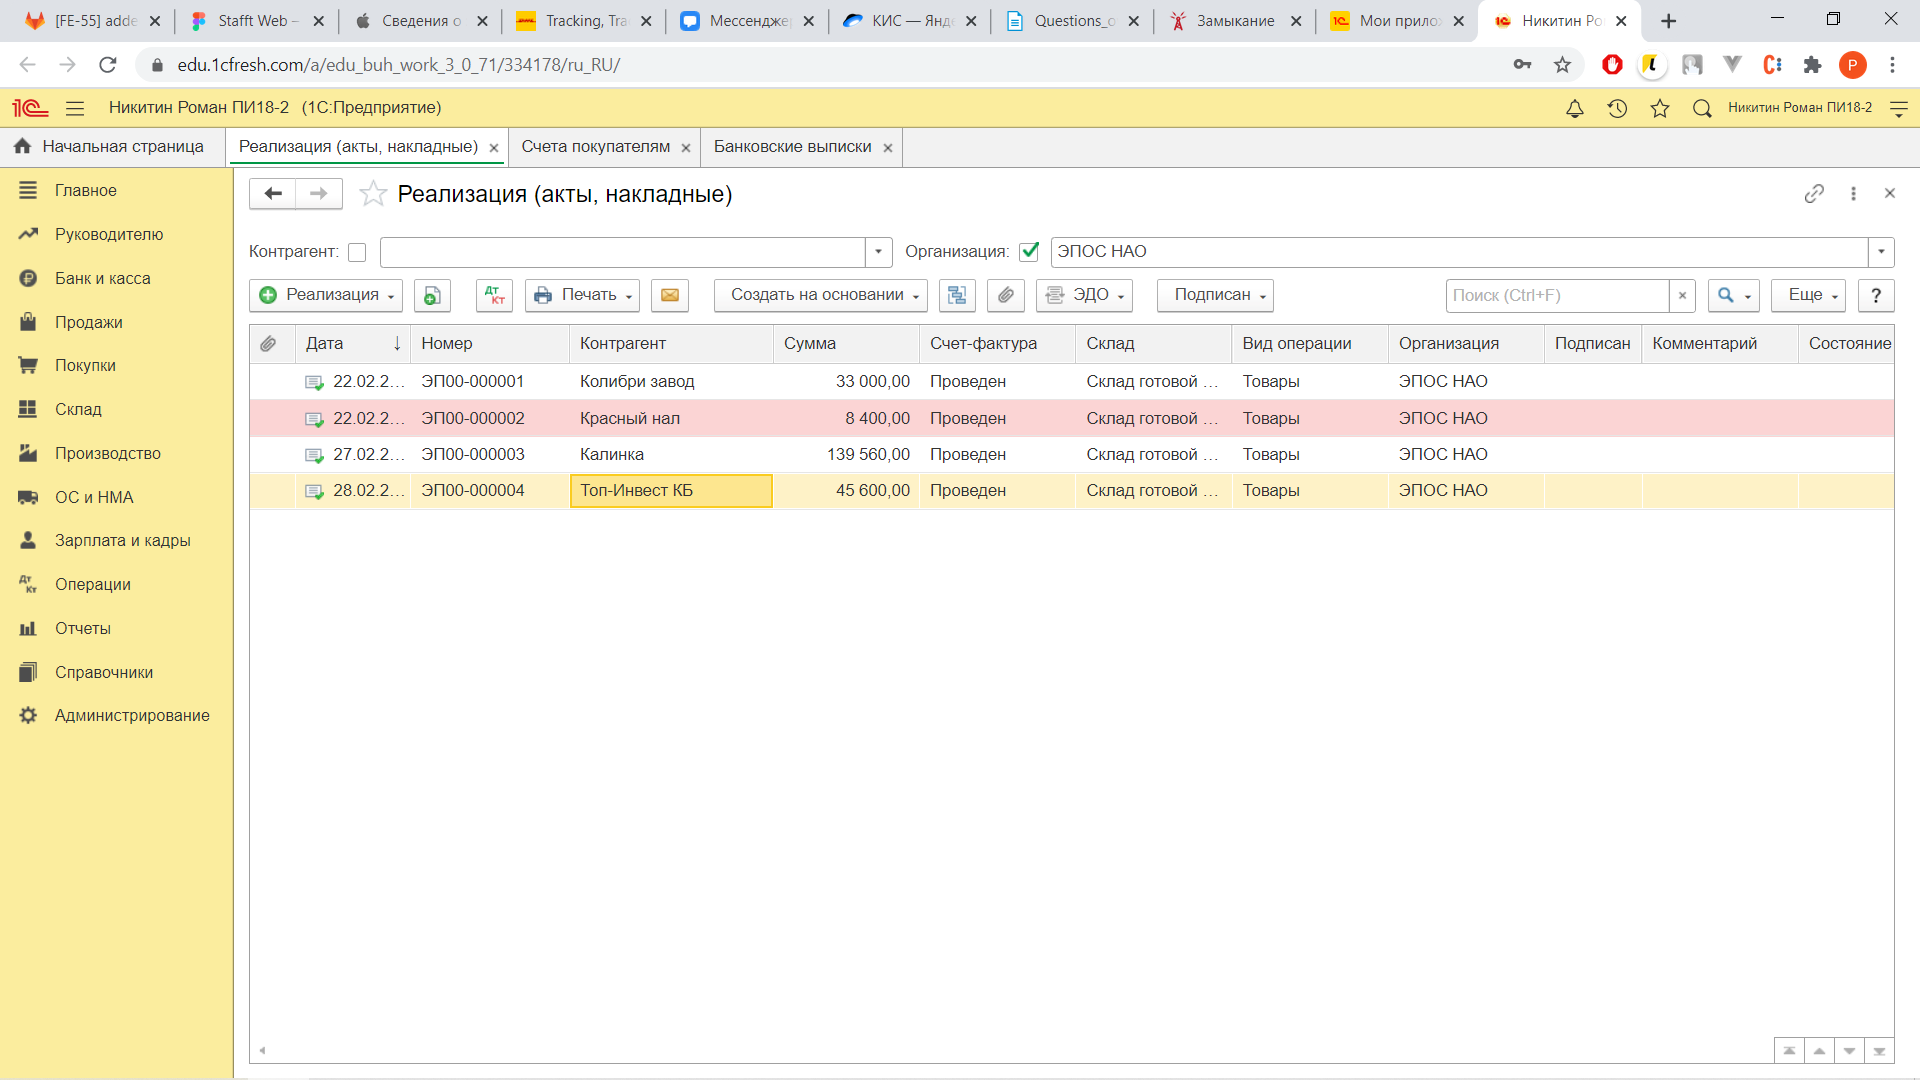 [FE-55] adde
Stafft Web –
Сведения о
Tracking, Tra
Мессендже
КИС — Янд
Questions_o
Замыкание
Мои прило
Никитин Ро
edu.1cfresh.com/a/edu_buh_work_3_0_71/334178/ru_RU/
P
Никитин Роман ПИ18-2 (1С:Предприятие)
Никитин Роман ПИ18-2
Начальная страница
Реализация (акты, накладные)
Счета покупателям
Банковские выписки
Главное
Руководителю
Банк и касса
Продажи
Покупки
Склад
Производство
ОС и НМА
Зарплата и кадры
Операции
Отчеты
Справочники
Администрирование
Реализация (акты, накладные)
Контрагент:
Организация: ЭПОС НАО
Реализация
Дт Кт
Печать
Создать на основании
ЭДО
Подписан
Поиск (Ctrl+F)
Еще
?
Дата ↓ Номер Контрагент Сумма Счет-фактура Склад Вид операции Организация Подписан Комментарий Состояние
22.02.2... ЭП00-000001 Колибри завод 33 000,00 Проведен Склад готовой ... Товары ЭПОС НАО
22.02.2... ЭП00-000002 Красный нал 8 400,00 Проведен Склад готовой ... Товары ЭПОС НАО
27.02.2... ЭП00-000003 Калинка 139 560,00 Проведен Склад готовой ... Товары ЭПОС НАО
28.02.2... ЭП00-000004 Топ-Инвест КБ 45 600,00 Проведен Склад готовой ... Товары ЭПОС НАО